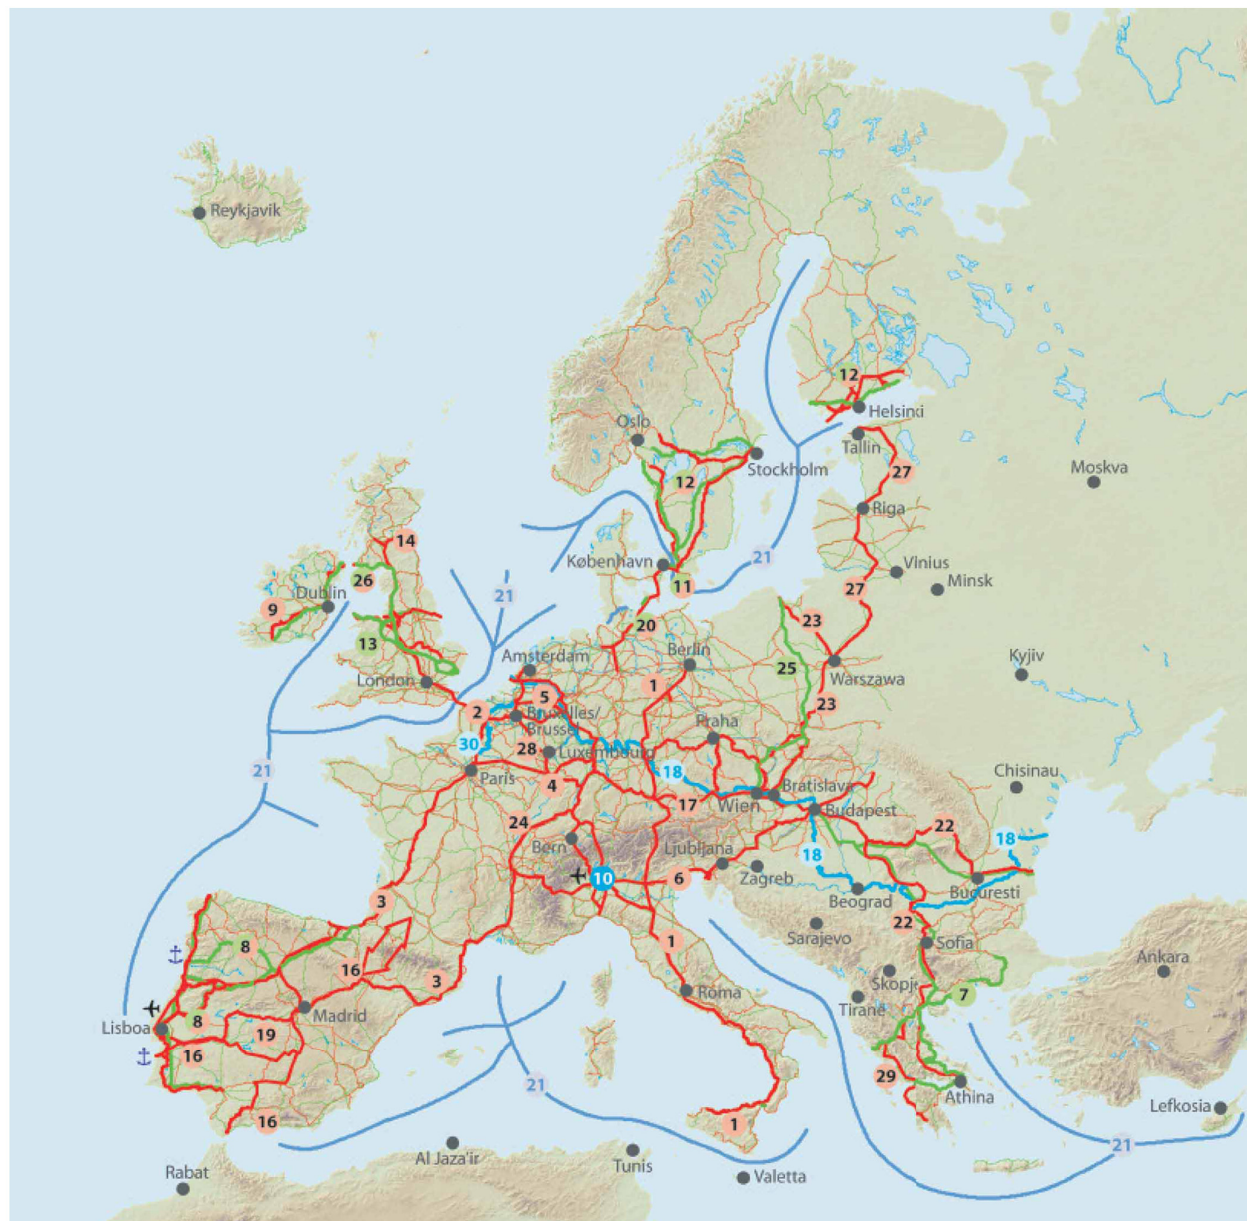 Reykjavik
12
Helsinki
Oslo
Tallin
Stockholm
12
27
Moskva
Riga
14
København
21
Vlnius
Minsk
26
11
27
Dublin
21
9
20
23
13
Amsterdam
Berlin
25
Kyjiv
London
1
Warszawa
5
23
2
Bruxelles/
Brussel
Praha
30
28
Luxembourg
21
Paris
18
Chisinau
4
Bratislava
17
Wien
Budapest
24
22
18
Bern
Ljubljana
18
10
6
Zagreb
Bucuresti
Beograd
3
22
8
1
Sarajevo
Sofia
16
Ankara
3
Skopje
Roma
7
Tirane
8
Madrid
Lisboa
19
16
29
21
Athina
16
1
Lefkosia
21
Al Jaza'ir
Tunis
Rabat
Valetta